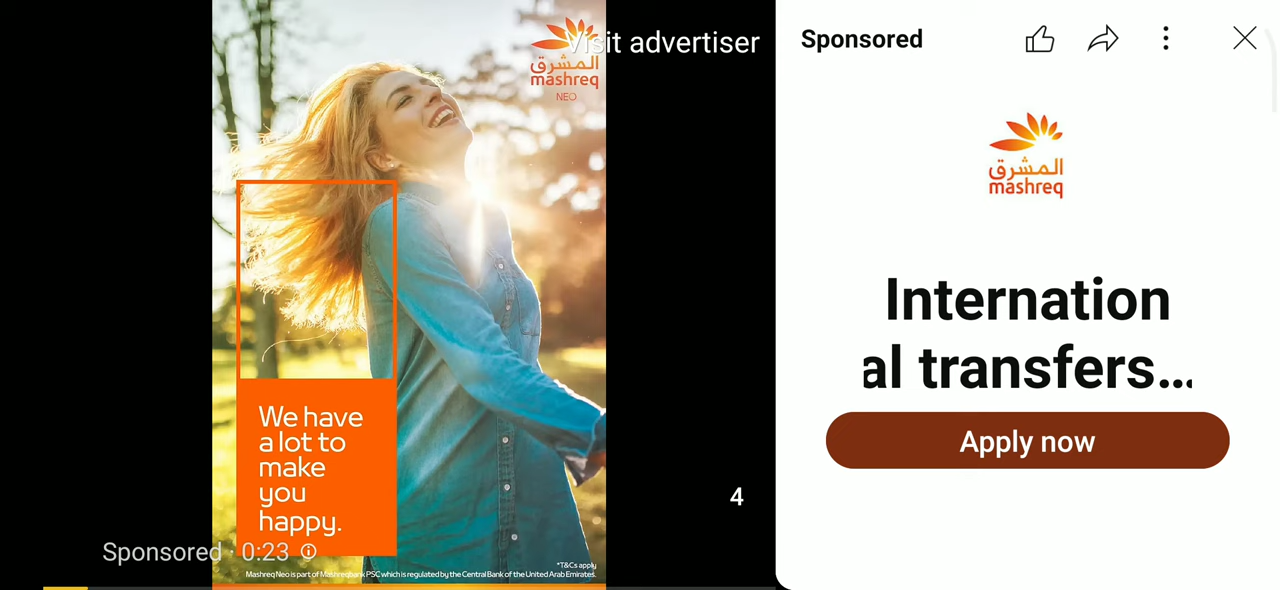 Visit advertiser
المشرق
mashreq
NEO
We have
a lot to
make
you
happy.
4
Sponsored · 0:23
*T&Cs apply
Mashreq Neo is part of Mashreqbank PSC which is regulated by the Central Bank of the United Arab Emirates.
Sponsored
المشرق
mashreq
Internation
al transfers...
Apply now